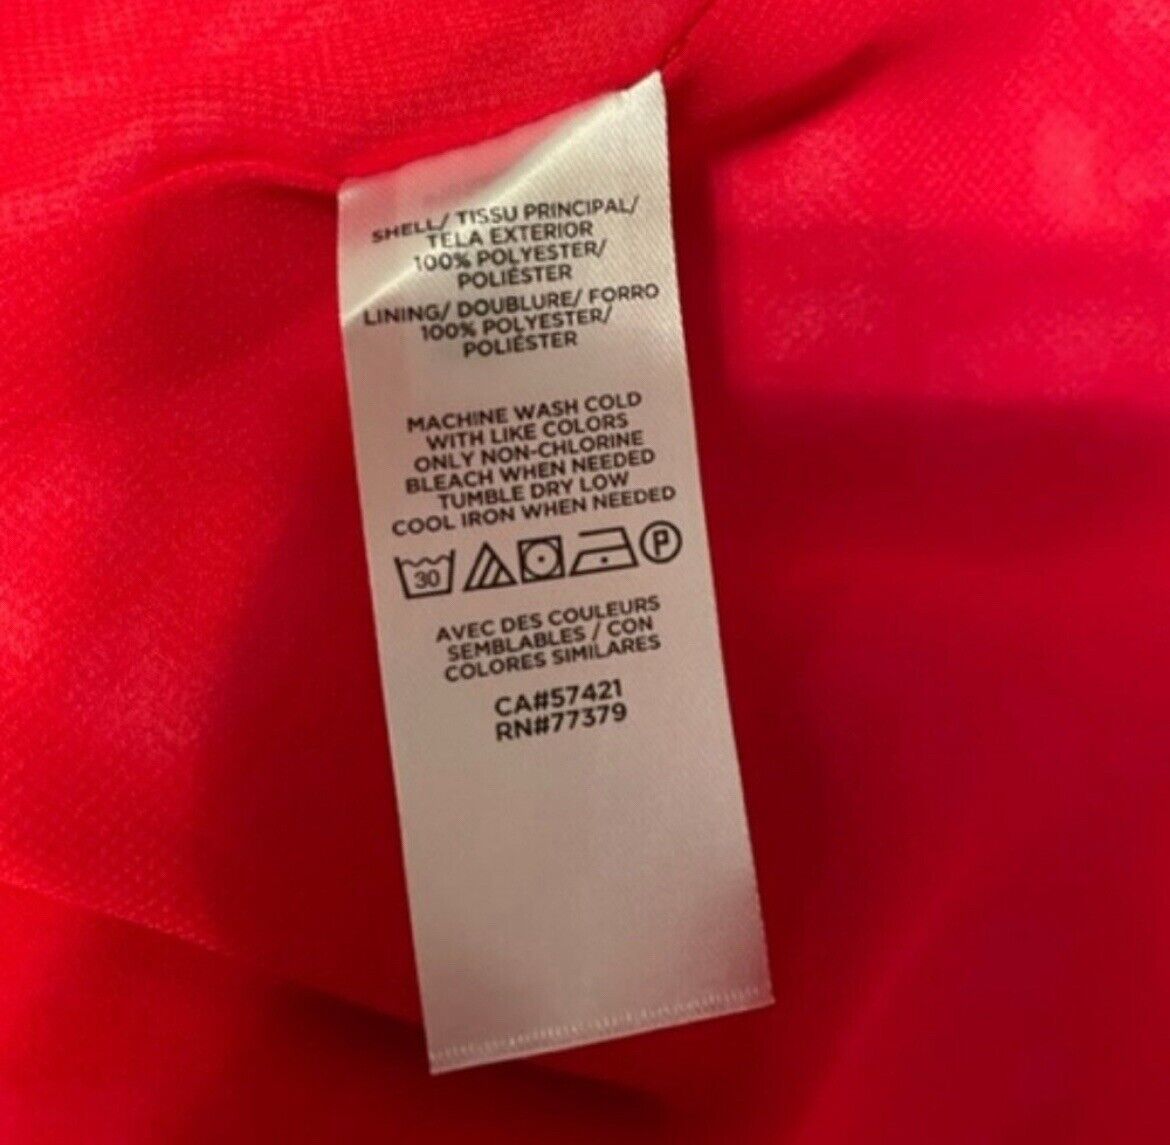 SHELL/ TISSU PRINCIPAL/
TELA EXTERIOR
100% POLYESTER/
POLIÉSTER
LINING/ DOUBLURE/ FORRO
100% POLYESTER/
POLIÉSTER
MACHINE WASH COLD
WITH LIKE COLORS
ONLY NON-CHLORINE
BLEACH WHEN NEEDED
TUMBLE DRY LOW
COOL IRON WHEN NEEDED
30 P
AVEC DES COULEURS
SEMBLABLES / CON
COLORES SIMILARES
CA#57421
RN#77379